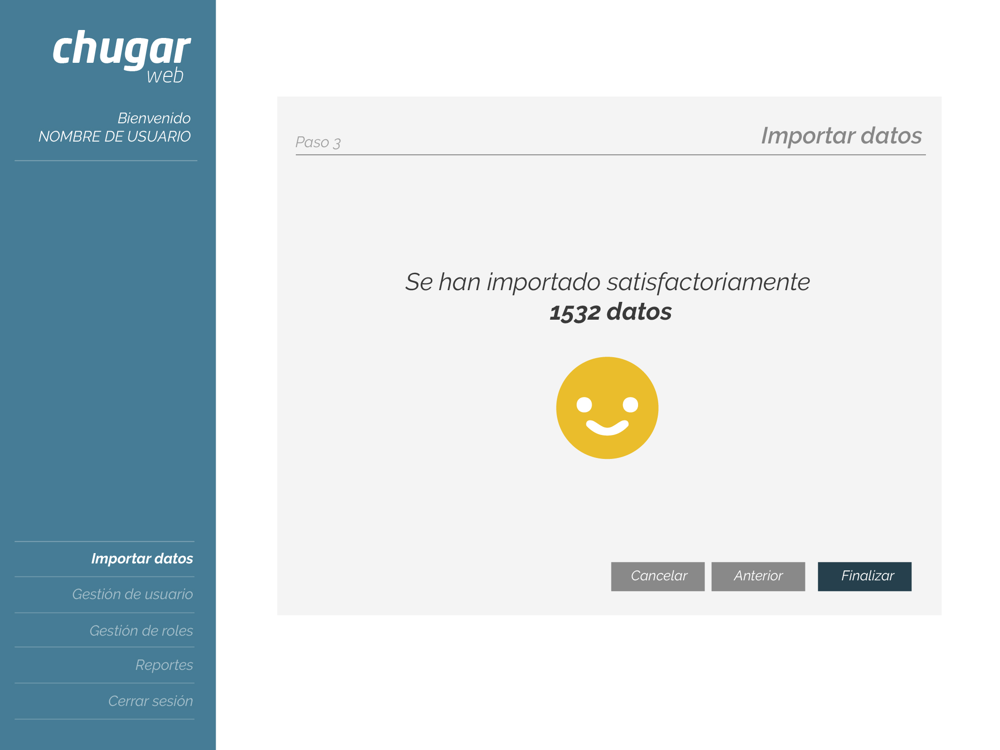 chugar
web
Bienvenido
NOMBRE DE USUARIO
Importar datos
Gestión de usuario
Gestión de roles
Reportes
Cerrar sesión
Paso 3
Importar datos
Se han importado satisfactoriamente
1532 datos
Cancelar
Anterior
Finalizar